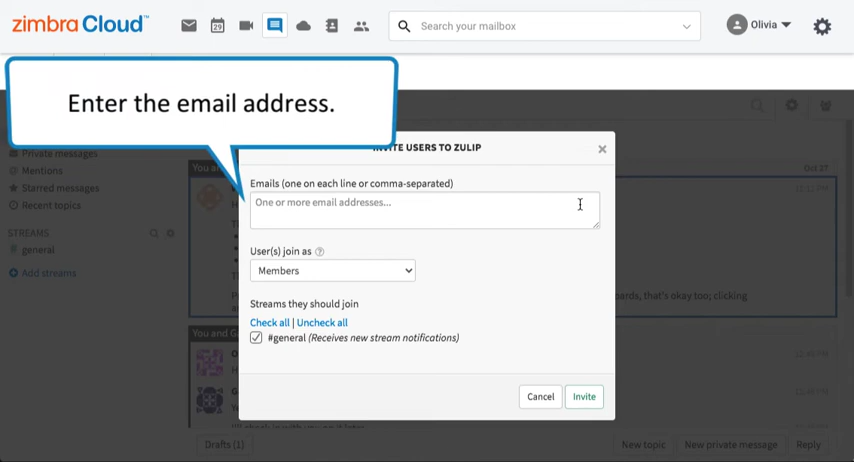 zimbra Cloud™
29
Search your mailbox
Olivia
Enter the email address.
INVITE USERS TO ZULIP
Private messages
Mentions
Starred messages
Recent topics
STREAMS
general
Add streams
You and
Oct 27
Emails (one on each line or comma-separated)
One or more email addresses...
User(s) join as
Members
Streams they should join
Check all | Uncheck all
#general (Receives new stream notifications)
ards, that's okay too; clicking
You and G
Cancel
Invite
Drafts (1)
New topic
New private message
Reply